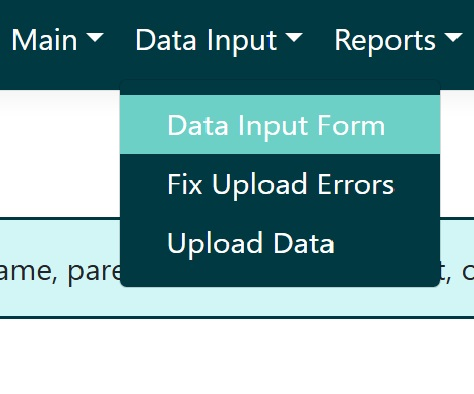 Main Data Input Reports
Data Input Form
Fix Upload Errors
Upload Data
ame, pare t, c